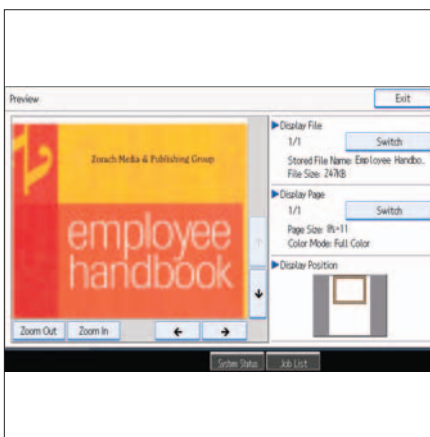 Preview
Exit
Zorach Media & Publishing Group
employee
handbook
Zoom Out
Zoom In
Display File
1/1
Switch
Stored File Name: Employee Handbo..
File Size: 247KB
Display Page
1/1
Switch
Page Size: 8½×11
Color Mode: Full Color
Display Position
System Status
Job List